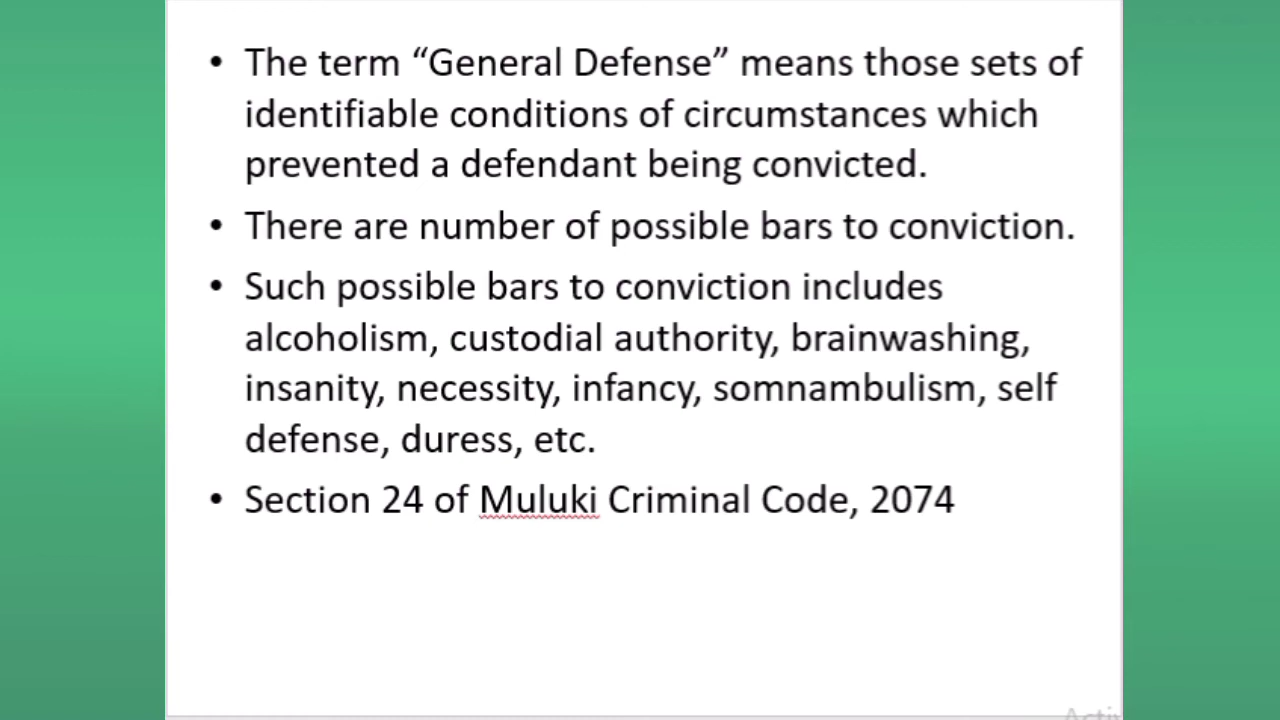 • The term “General Defense” means those sets of
identifiable conditions of circumstances which
prevented a defendant being convicted.
• There are number of possible bars to conviction.
• Such possible bars to conviction includes
alcoholism, custodial authority, brainwashing,
insanity, necessity, infancy, somnambulism, self
defense, duress, etc.
• Section 24 of Muluki Criminal Code, 2074